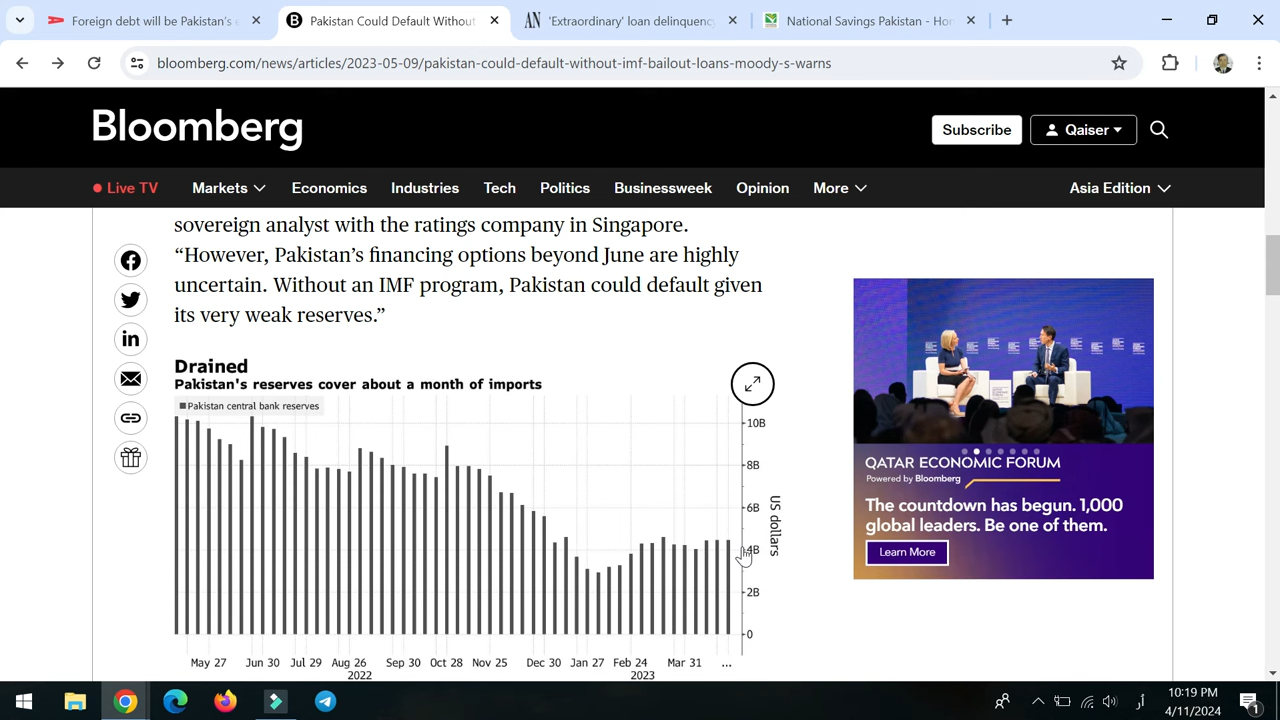 Foreign debt will be Pakistan's
Pakistan Could Default Without
AN 'Extraordinary' loan delinquency
National Savings Pakistan - Hor
bloomberg.com/news/articles/2023-05-09/pakistan-could-default-without-imf-bailout-loans-moody-s-warns
Bloomberg
Subscribe
Qaiser
Live TV
Markets
Economics
Industries
Tech
Politics
Businessweek
Opinion
More
Asia Edition
sovereign analyst with the ratings company in Singapore.
“However, Pakistan’s financing options beyond June are highly
uncertain. Without an IMF program, Pakistan could default given
its very weak reserves.”
Drained
Pakistan's reserves cover about a month of imports
Pakistan central bank reserves
10B
8B
6B
4B
2B
0
US dollars
May 27 Jun 30 Jul 29 Aug 26 Sep 30 Oct 28 Nov 25 Dec 30 Jan 27 Feb 24 Mar 31 ...
2022 2023
QATAR ECONOMIC FORUM
Powered by Bloomberg
The countdown has begun. 1,000
global leaders. Be one of them.
Learn More
10:19 PM
4/11/2024
1